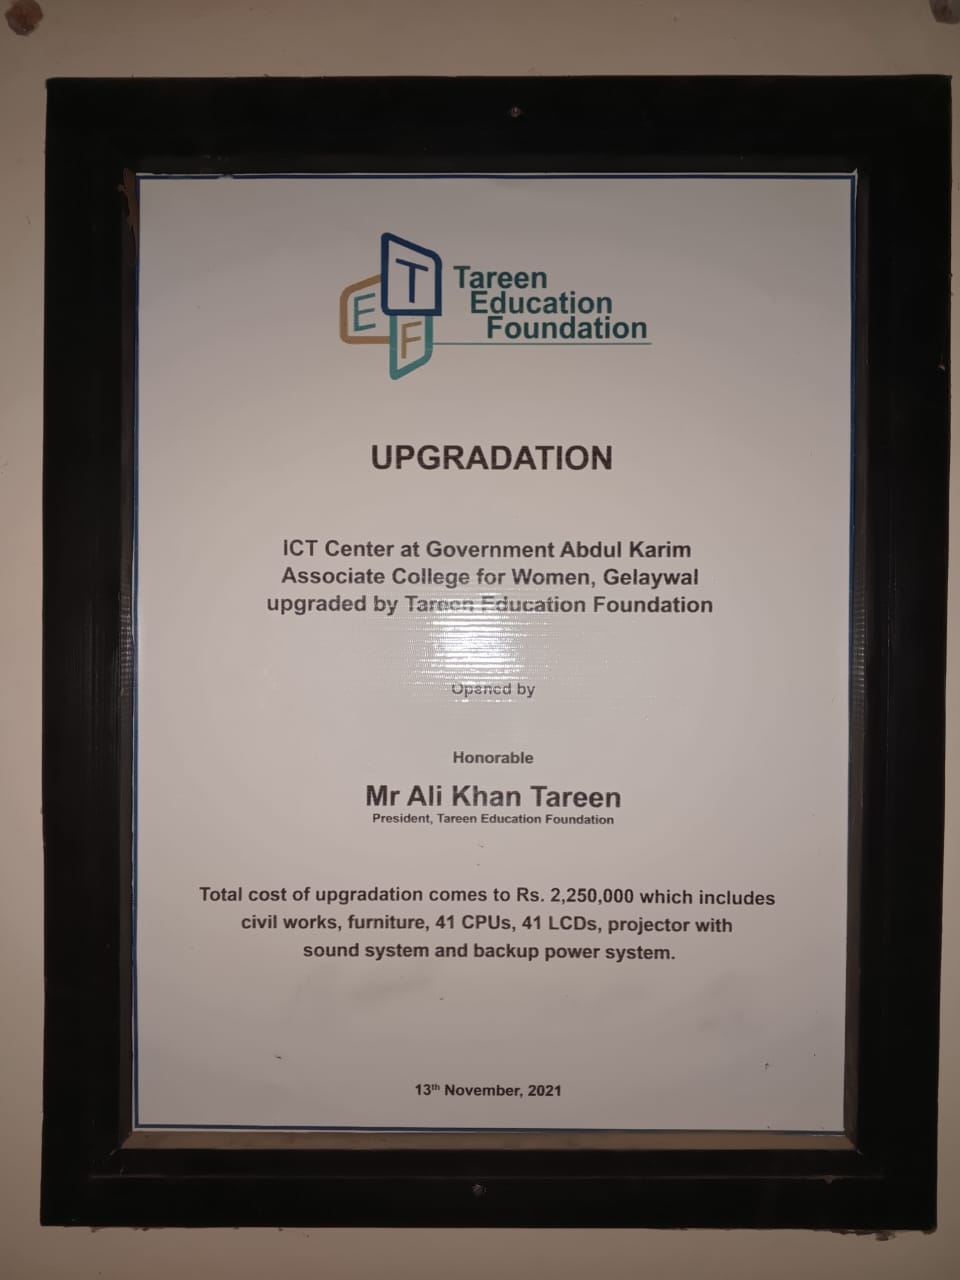 T
E
F
Tareen
Education
Foundation
UPGRADATION
ICT Center at Government Abdul Karim
Associate College for Women, Gelaywal
upgraded by Tareen Education Foundation
Opened by
Honorable
Mr Ali Khan Tareen
President, Tareen Education Foundation
Total cost of upgradation comes to Rs. 2,250,000 which includes
civil works, furniture, 41 CPUs, 41 LCDs, projector with
sound system and backup power system.
13th November, 2021